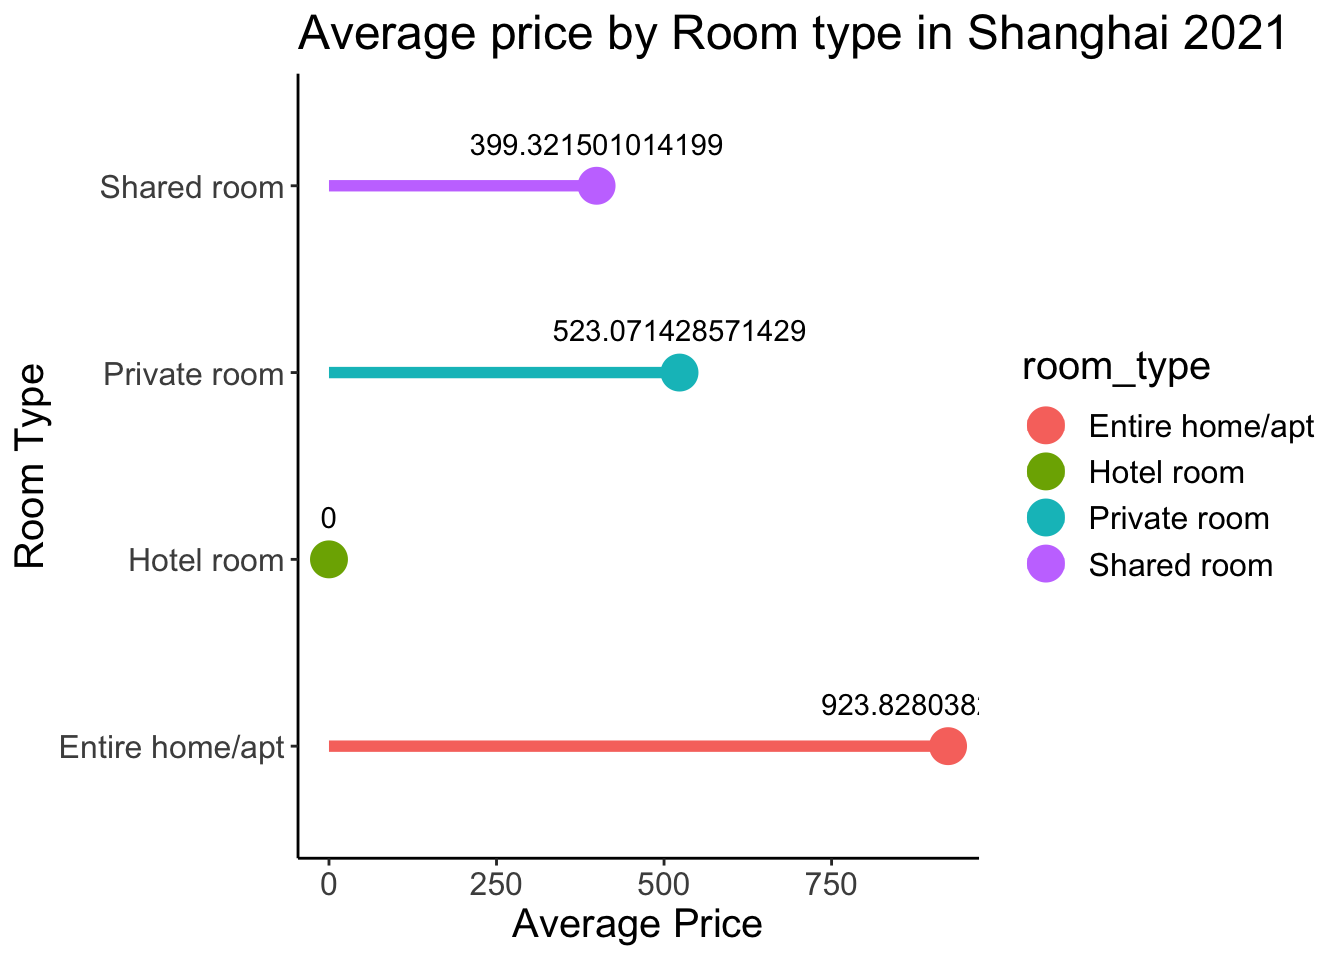 Average price by Room type in Shanghai 2021
399.321501014199
Shared room
523.071428571429
Private room
0
Hotel room
923.828038
Entire home/apt
Room Type
0 250 500 750
Average Price
room_type
Entire home/apt
Hotel room
Private room
Shared room